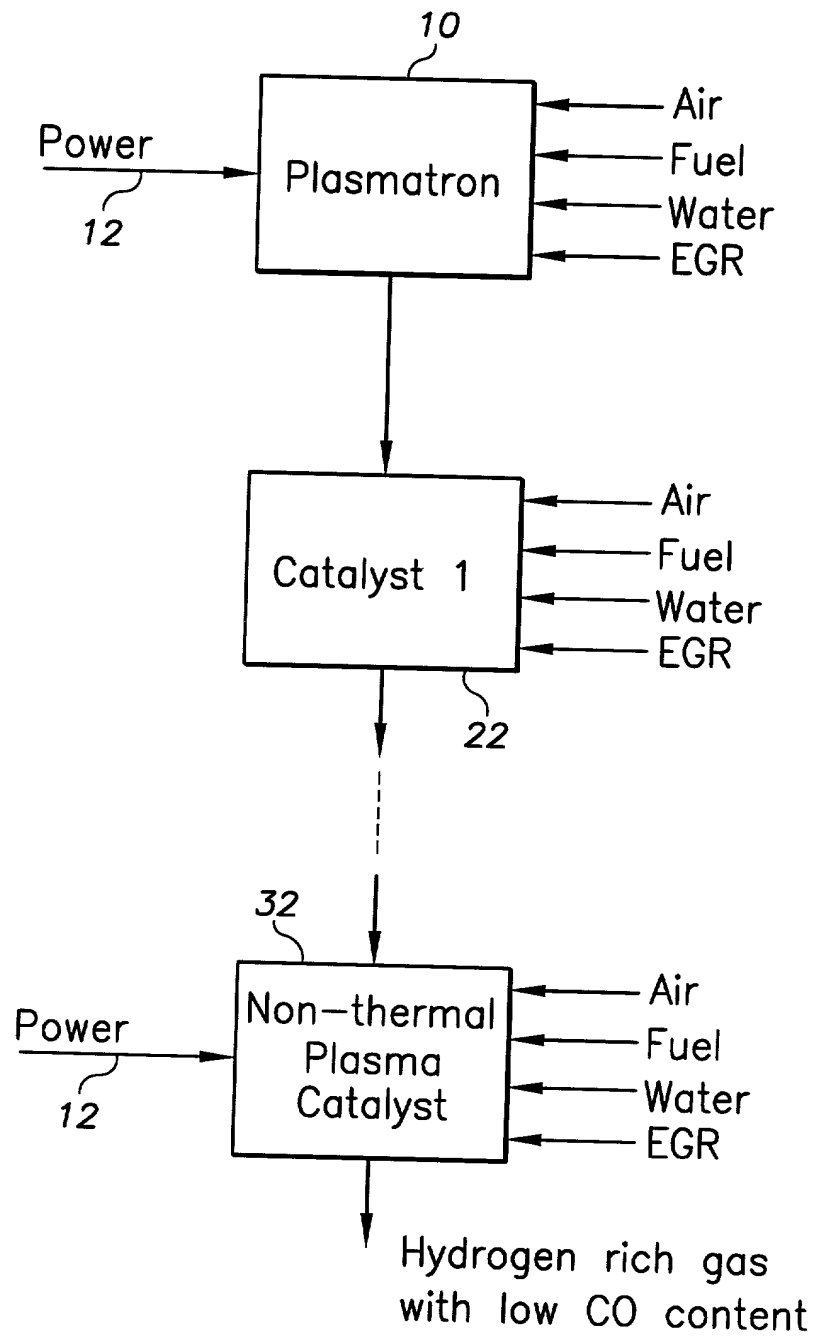 10
Power
12
Plasmatron
Air
Fuel
Water
EGR
Catalyst 1
Air
Fuel
Water
EGR
22
32
Power
12
Non-thermal
Plasma
Catalyst
Air
Fuel
Water
EGR
Hydrogen rich gas
with low CO content